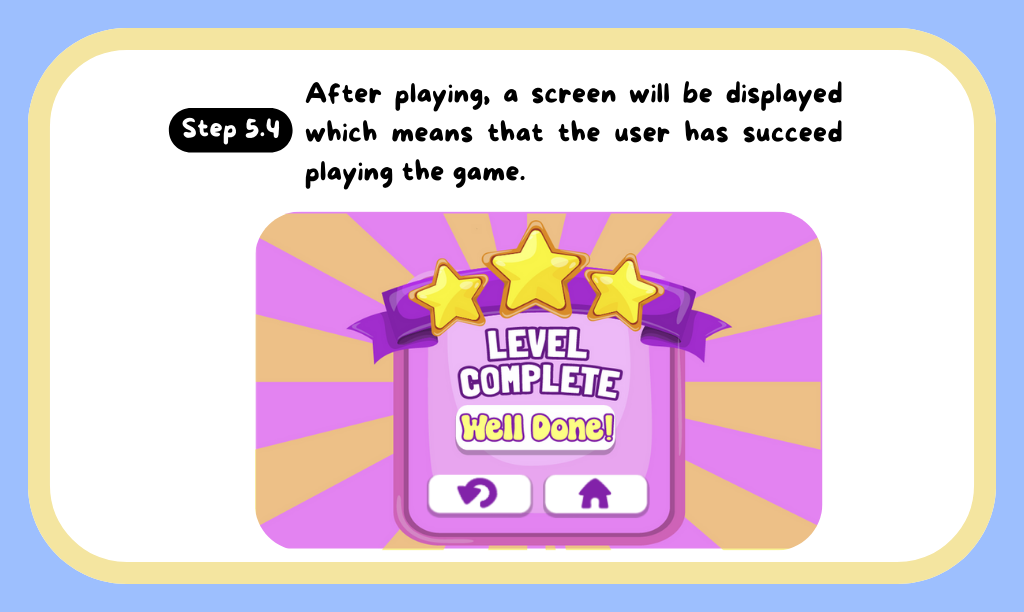 Step 5.4
After playing, a screen will be displayed
which means that the user has succeed
playing the game.
LEVEL
COMPLETE
Well Done!